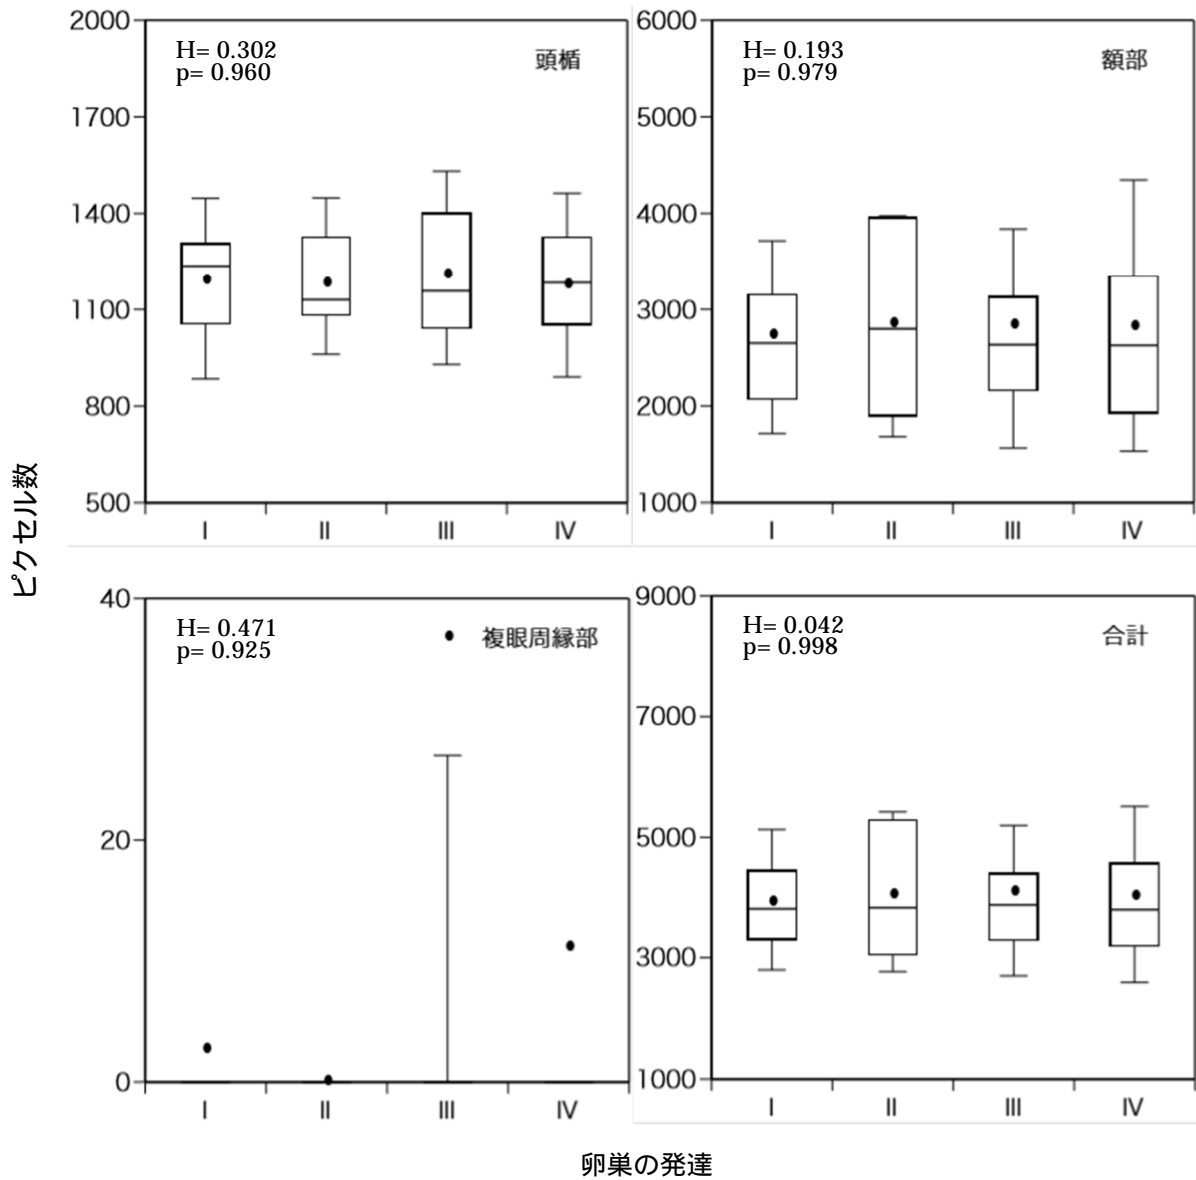 2000
1700
1400
1100
800
500
H= 0.302
p= 0.960
頭楯
I
II
III
IV
6000
5000
4000
3000
2000
1000
H= 0.193
p= 0.979
額部
I
II
III
IV
ピクセル数
40
20
0
H= 0.471
p= 0.925
複眼周縁部
I
II
III
IV
9000
7000
5000
3000
1000
H= 0.042
p= 0.998
合計
I
II
III
IV
卵巣の発達